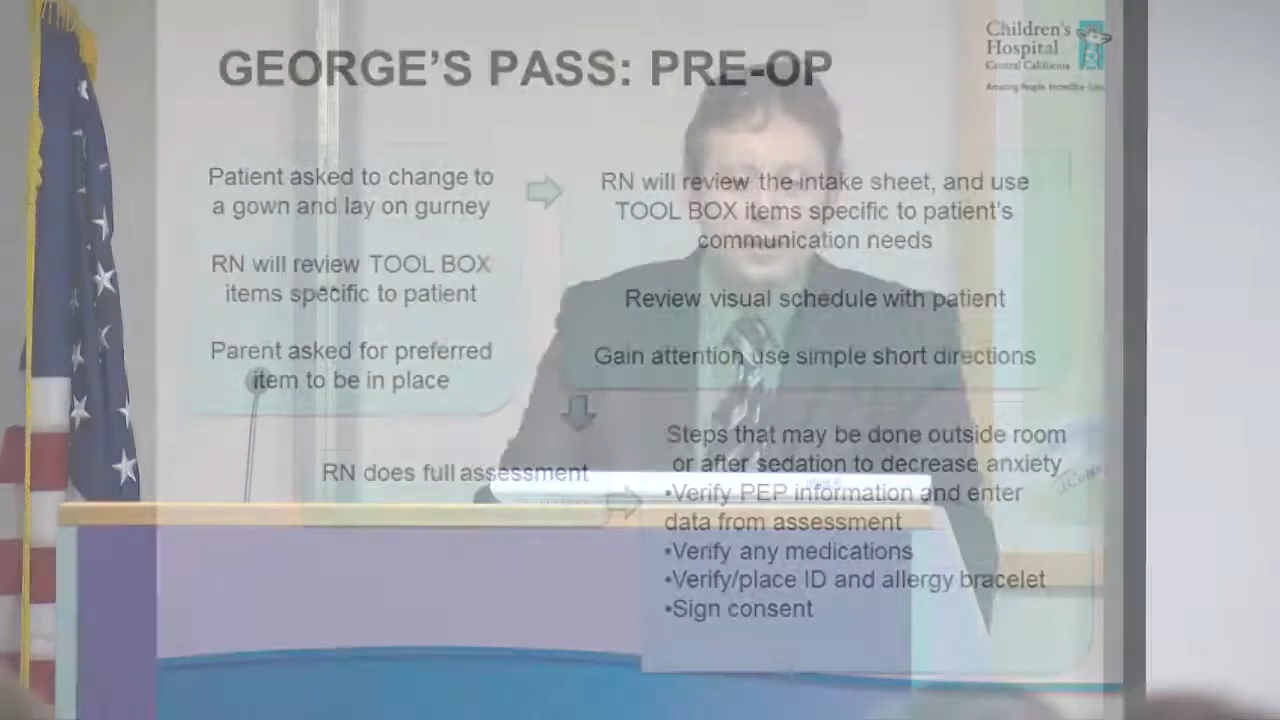 GEORGE'S PASS: PRE-OP
Children's
Hospital
Central California
Amazing People. Incredible Care.
Patient asked to change to
a gown and lay on gurney
RN will review TOOL BOX
items specific to patient
Parent asked for preferred
item to be in place
RN will review the intake sheet, and use
TOOL BOX items specific to patient's
communication needs
Review visual schedule with patient
Gain attention use simple short directions
RN does full assessment
Steps that may be done outside room
or after sedation to decrease anxiety
•Verify PEP information and enter
data from assessment
•Verify any medications
•Verify/place ID and allergy bracelet
•Sign consent